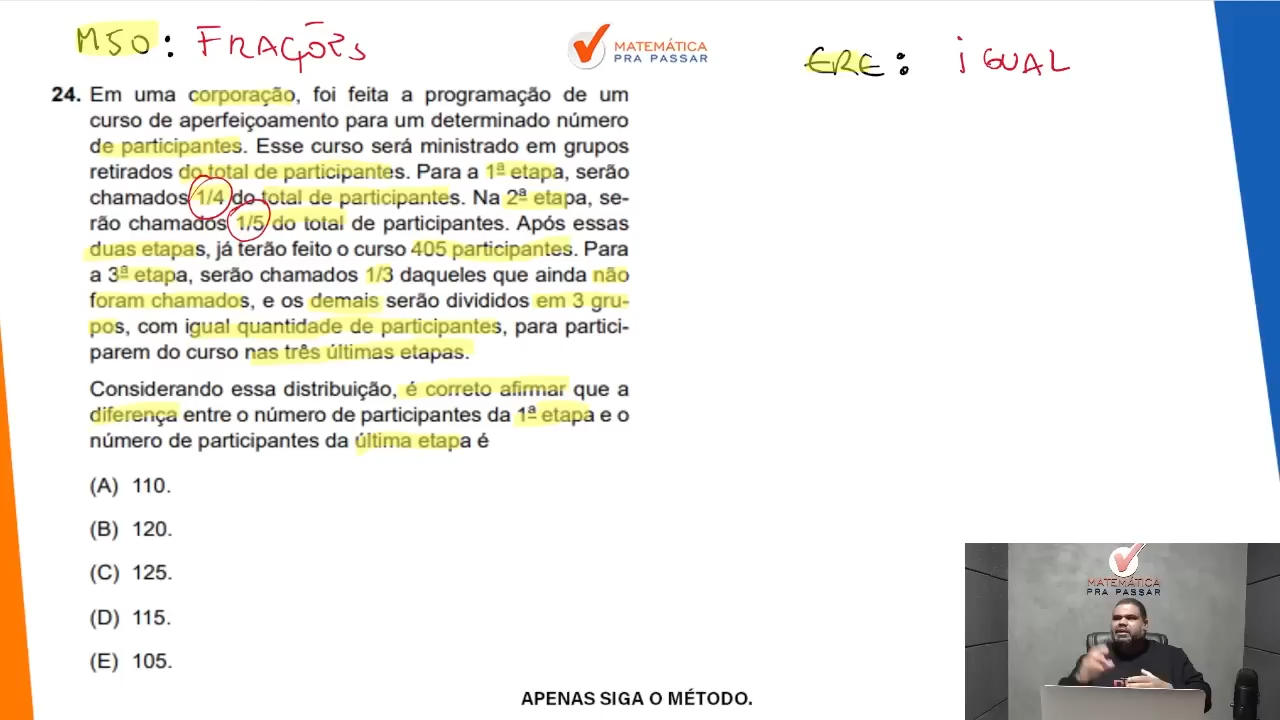 M50: FRAÇÕES
MATEMÁTICA
PRA PASSAR
ERE: IGUAL
24. Em uma corporação, foi feita a programação de um
curso de aperfeiçoamento para um determinado número
de participantes. Esse curso será ministrado em grupos
retirados do total de participantes. Para a 1ª etapa, serão
chamados 1/4 do total de participantes. Na 2ª etapa, se-
rão chamados 1/5 do total de participantes. Após essas
duas etapas, já terão feito o curso 405 participantes. Para
a 3ª etapa, serão chamados 1/3 daqueles que ainda não
foram chamados, e os demais serão divididos em 3 gru-
pos, com igual quantidade de participantes, para partici-
parem do curso nas três últimas etapas.
Considerando essa distribuição, é correto afirmar que a
diferença entre o número de participantes da 1ª etapa e o
número de participantes da última etapa é
(A) 110.
(B) 120.
(C) 125.
(D) 115.
(E) 105.
MATEMÁTICA
PRA PASSAR
APENAS SIGA O MÉTODO.